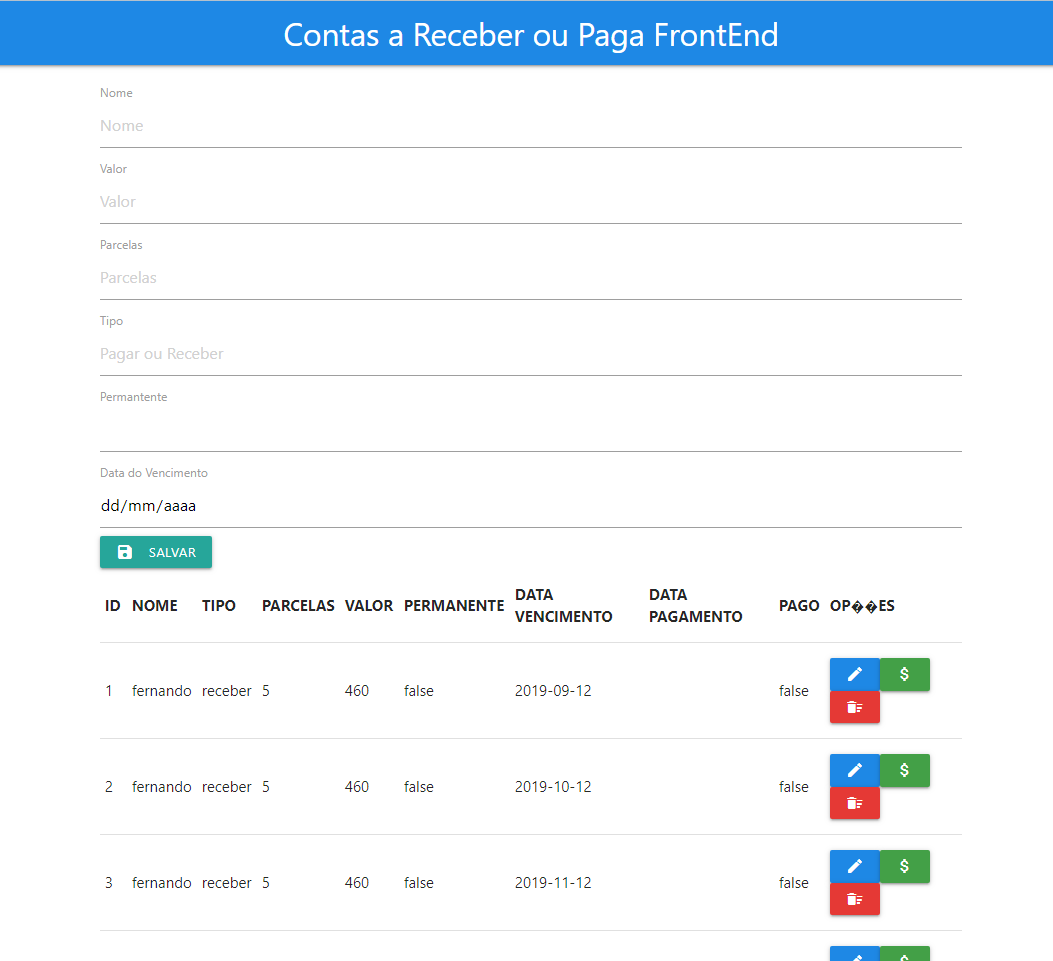 Contas a Receber ou Paga FrontEnd
Nome
Nome
Valor
Valor
Parcelas
Parcelas
Tipo
Pagar ou Receber
Permantente
Data do Vencimento
dd/mm/aaaa
SALVAR
ID NOME TIPO PARCELAS VALOR PERMANENTE DATA VENCIMENTO DATA PAGAMENTO PAGO OP��ES
1 fernando receber 5 460 false 2019-09-12 false
$
2 fernando receber 5 460 false 2019-10-12 false
$
3 fernando receber 5 460 false 2019-11-12 false
$